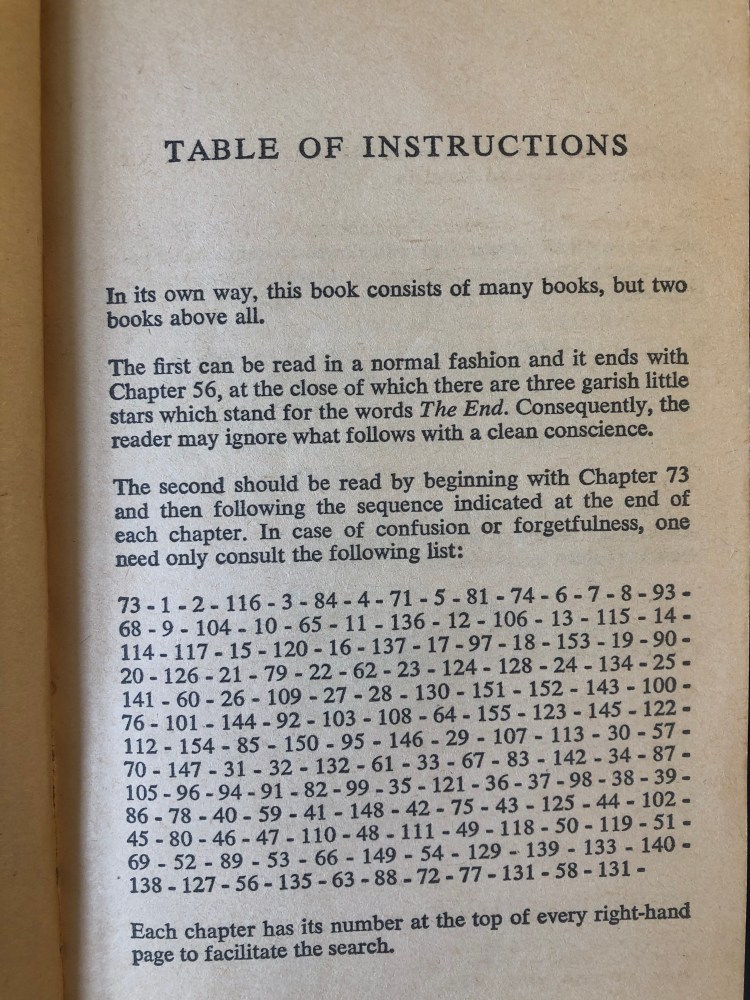 TABLE OF INSTRUCTIONS
In its own way, this book consists of many books, but two
books above all.
The first can be read in a normal fashion and it ends with
Chapter 56, at the close of which there are three garish little
stars which stand for the words The End. Consequently, the
reader may ignore what follows with a clean conscience.
The second should be read by beginning with Chapter 73
and then following the sequence indicated at the end of
each chapter. In case of confusion or forgetfulness, one
need only consult the following list:
73 - 1 - 2 - 116 - 3 - 84 - 4 - 71 - 5 - 81 - 74 - 6 - 7 - 8 - 93 -
68 - 9 - 104 - 10 - 65 - 11 - 136 - 12 - 106 - 13 - 115 - 14 -
114 - 117 - 15 - 120 - 16 - 137 - 17 - 97 - 18 - 153 - 19 - 90 -
20 - 126 - 21 - 79 - 22 - 62 - 23 - 124 - 128 - 24 - 134 - 25 -
141 - 60 - 26 - 109 - 27 - 28 - 130 - 151 - 152 - 143 - 100 -
76 - 101 - 144 - 92 - 103 - 108 - 64 - 155 - 123 - 145 - 122 -
112 - 154 - 85 - 150 - 95 - 146 - 29 - 107 - 113 - 30 - 57 -
70 - 147 - 31 - 32 - 132 - 61 - 33 - 67 - 83 - 142 - 34 - 87 -
105 - 96 - 94 - 91 - 82 - 99 - 35 - 121 - 36 - 37 - 98 - 38 - 39 -
86 - 78 - 40 - 59 - 41 - 148 - 42 - 75 - 43 - 125 - 44 - 102 -
45 - 80 - 46 - 47 - 110 - 48 - 111 - 49 - 118 - 50 - 119 - 51 -
69 - 52 - 89 - 53 - 66 - 149 - 54 - 129 - 139 - 133 - 140 -
138 - 127 - 56 - 135 - 63 - 88 - 72 - 77 - 131 - 58 - 131 -
Each chapter has its number at the top of every right-hand
page to facilitate the search.